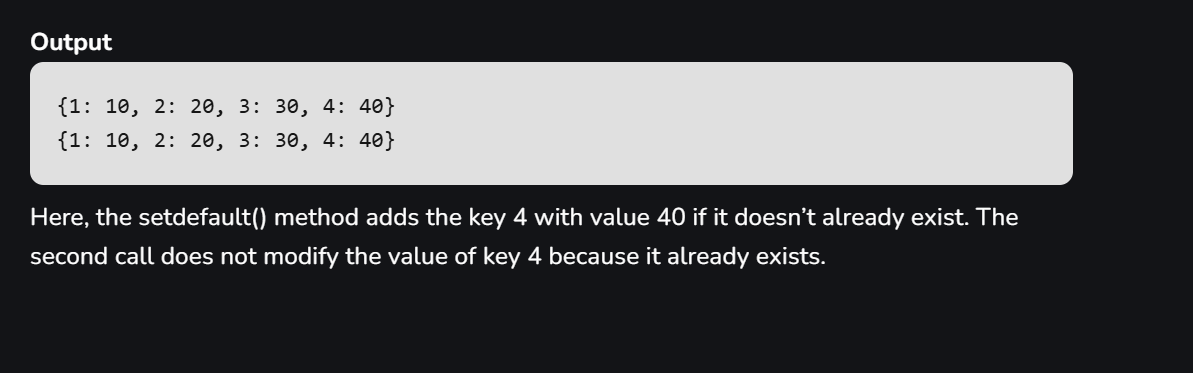 Output
{1: 10, 2: 20, 3: 30, 4: 40}
{1: 10, 2: 20, 3: 30, 4: 40}
Here, the setdefault() method adds the key 4 with value 40 if it doesn’t already exist. The
second call does not modify the value of key 4 because it already exists.